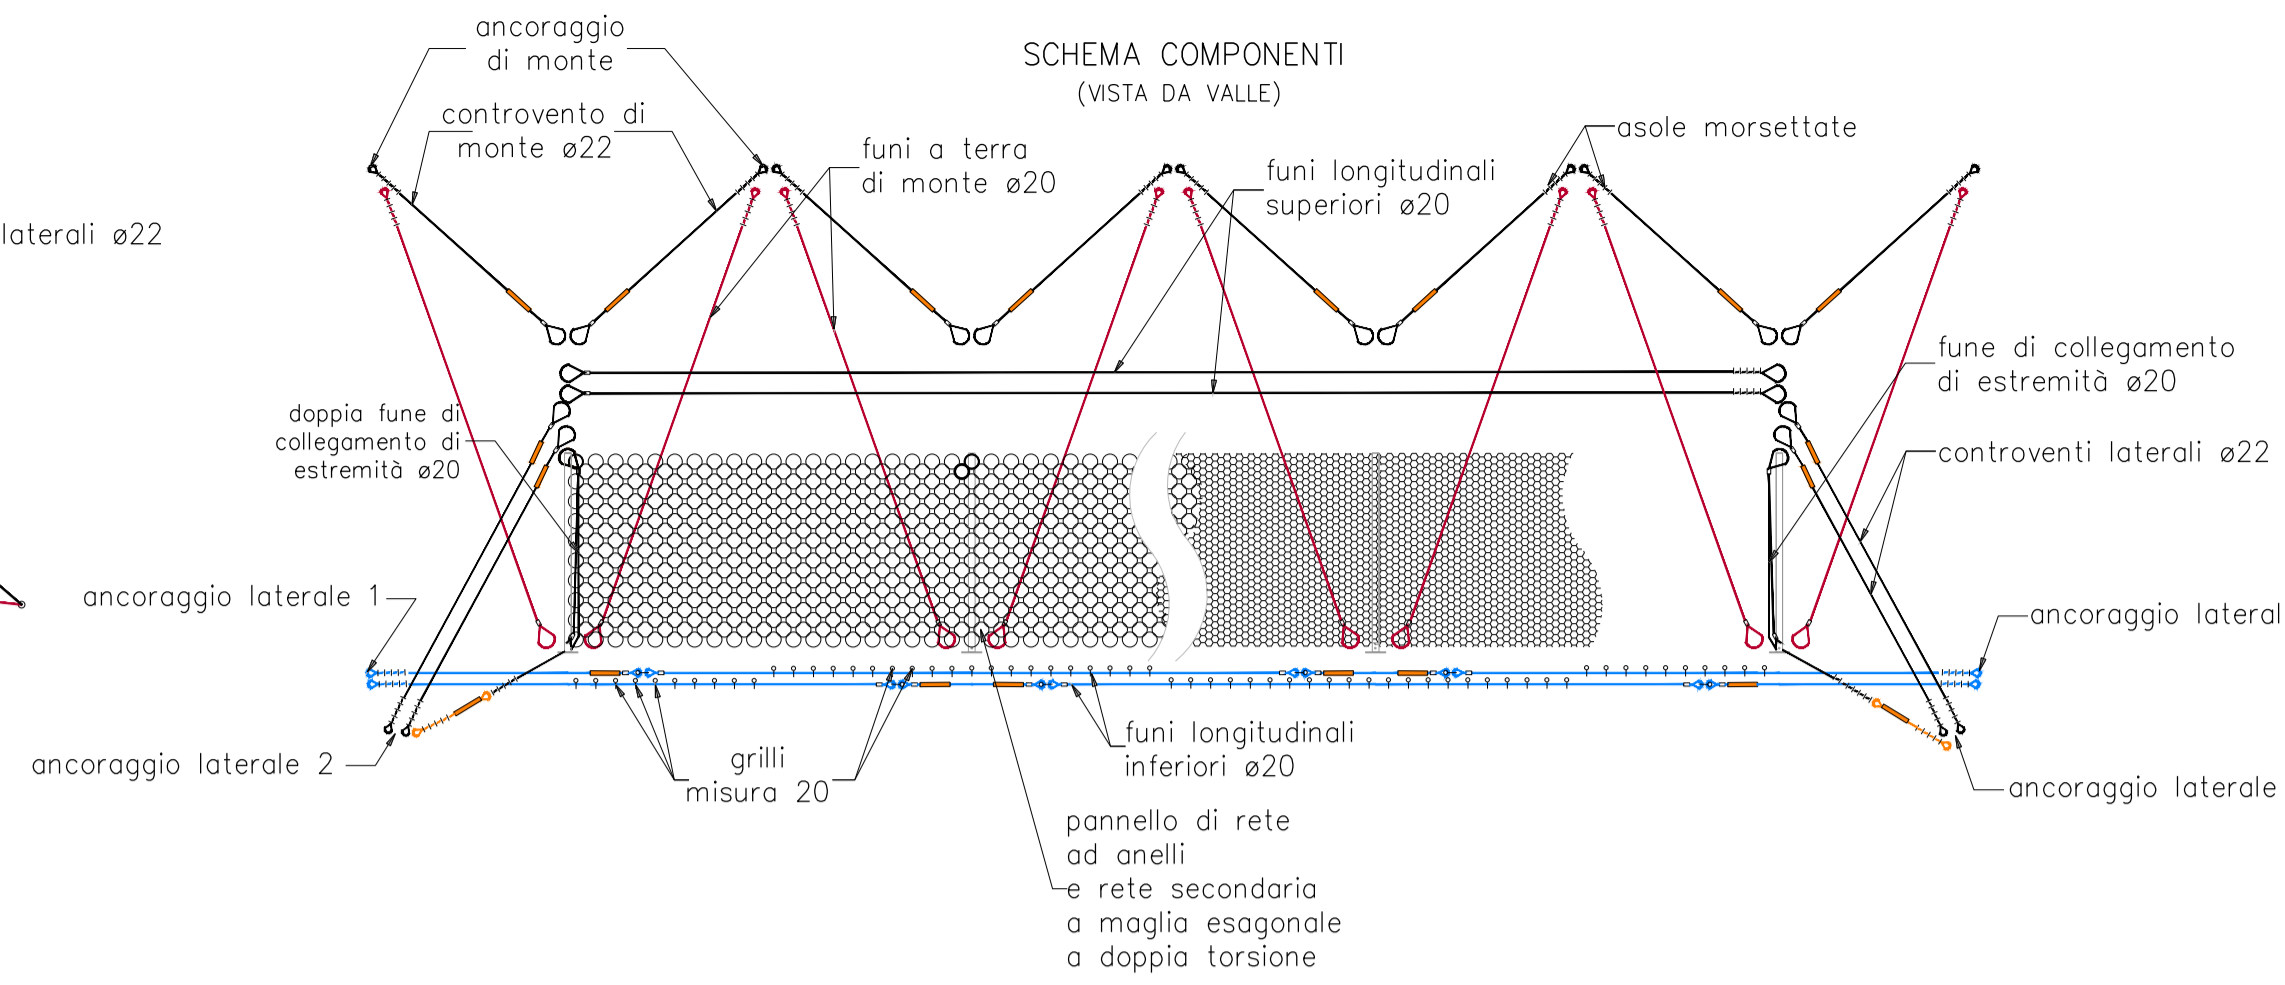 SCHEMA COMPONENTI
(VISTA DA VALLE)
ancoraggio
di monte
controvento di
monte ø22
funi a terra
di monte ø20
funi longitudinali
superiori ø20
asole morsettate
laterali ø22
fune di collegamento
di estremità ø20
doppia fune di
collegamento di
estremità ø20
controventi laterali ø22
ancoraggio laterale 1
ancoraggio lateral
ancoraggio laterale 2
grilli
misura 20
funi longitudinali
inferiori ø20
ancoraggio laterale
pannello di rete
ad anelli
e rete secondaria
a maglia esagonale
a doppia torsione